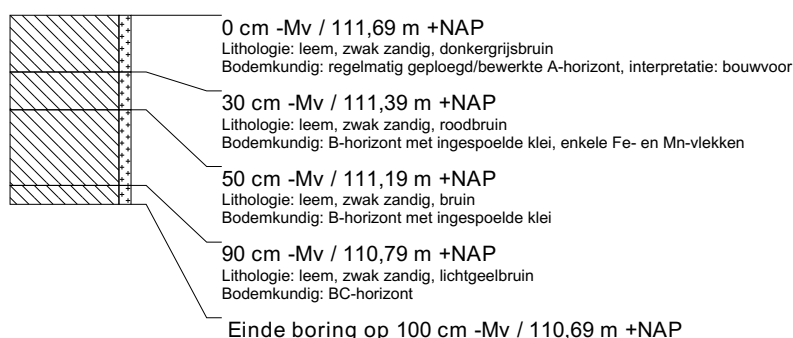 0 cm -Mv / 111,69 m +NAP
Lithologie: leem, zwak zandig, donkergrijsbruin
Bodemkundig: regelmatig geploegd/bewerkte A-horizont, interpretatie: bouwvoor
30 cm -Mv / 111,39 m +NAP
Lithologie: leem, zwak zandig, roodbruin
Bodemkundig: B-horizont met ingespoelde klei, enkele Fe- en Mn-vlekken
50 cm -Mv / 111,19 m +NAP
Lithologie: leem, zwak zandig, bruin
Bodemkundig: B-horizont met ingespoelde klei
90 cm -Mv / 110,79 m +NAP
Lithologie: leem, zwak zandig, lichtgeelbruin
Bodemkundig: BC-horizont
Einde boring op 100 cm -Mv / 110,69 m +NAP